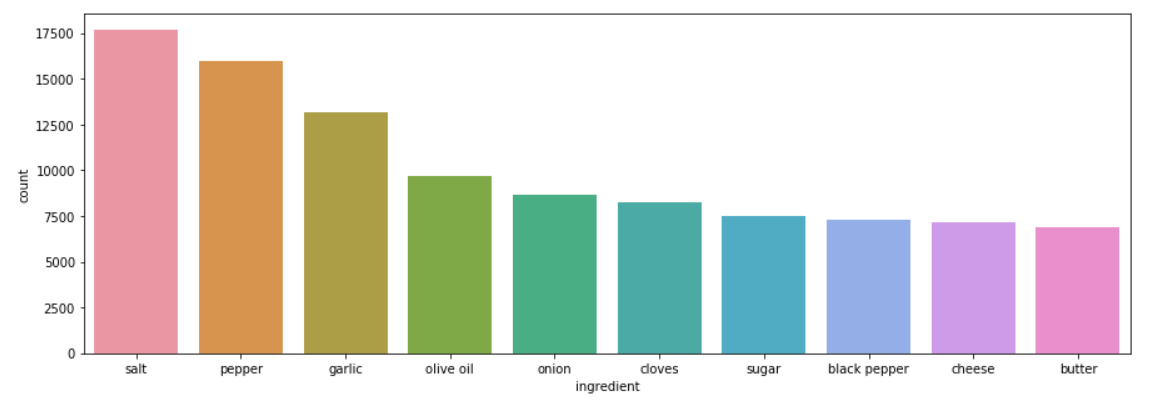 17500
15000
12500
10000
7500
5000
2500
0
count
salt pepper garlic olive oil onion cloves sugar black pepper cheese butter
ingredient